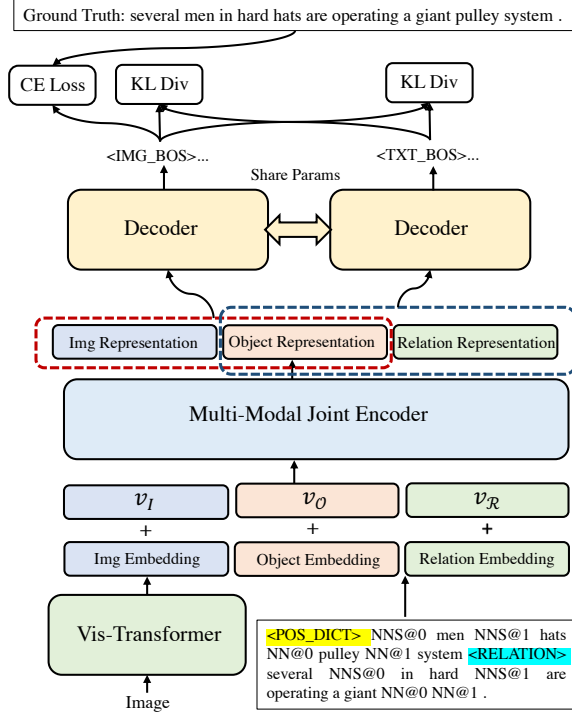 Ground Truth: several men in hard hats are operating a giant pulley system .
CE Loss
KL Div
KL Div
<IMG_BOS>...
<TXT_BOS>...
Share Params
Decoder
Decoder
Img Representation
Object Representation
Relation Representation
Multi-Modal Joint Encoder
𝑣𝐼
𝑣𝒪
𝑣ℛ
+
+
+
Img Embedding
Object Embedding
Relation Embedding
Vis-Transformer
<POS_DICT> NNS@0 men NNS@1 hats
NN@0 pulley NN@1 system <RELATION>
several NNS@0 in hard NNS@1 are
operating a giant NN@0 NN@1 .
Image